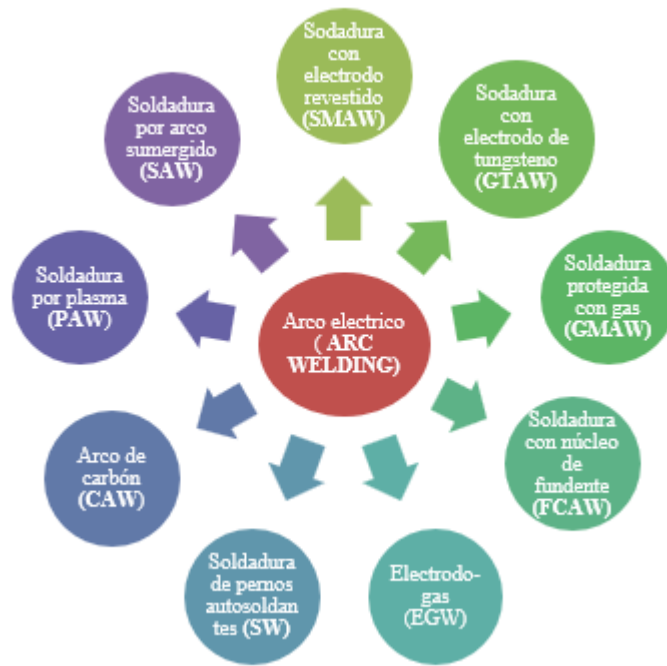 Sodadura
con
electrodo
revestido
(SMAW)
Sodadura
con
electrodo de
tungsteno
(GTAW)
Soldadura
protegida
con gas
(GMAW)
Soldadura
con núcleo
de
fundente
(FCAW)
Electrodo-
gas
(EGW)
Soldadura
de pernos
autosoldan
tes (SW)
Arco de
carbón
(CAW)
Soldadura
por plasma
(PAW)
Soldadura
por arco
sumergido
(SAW)
Arco electrico
( ARC
WELDING)